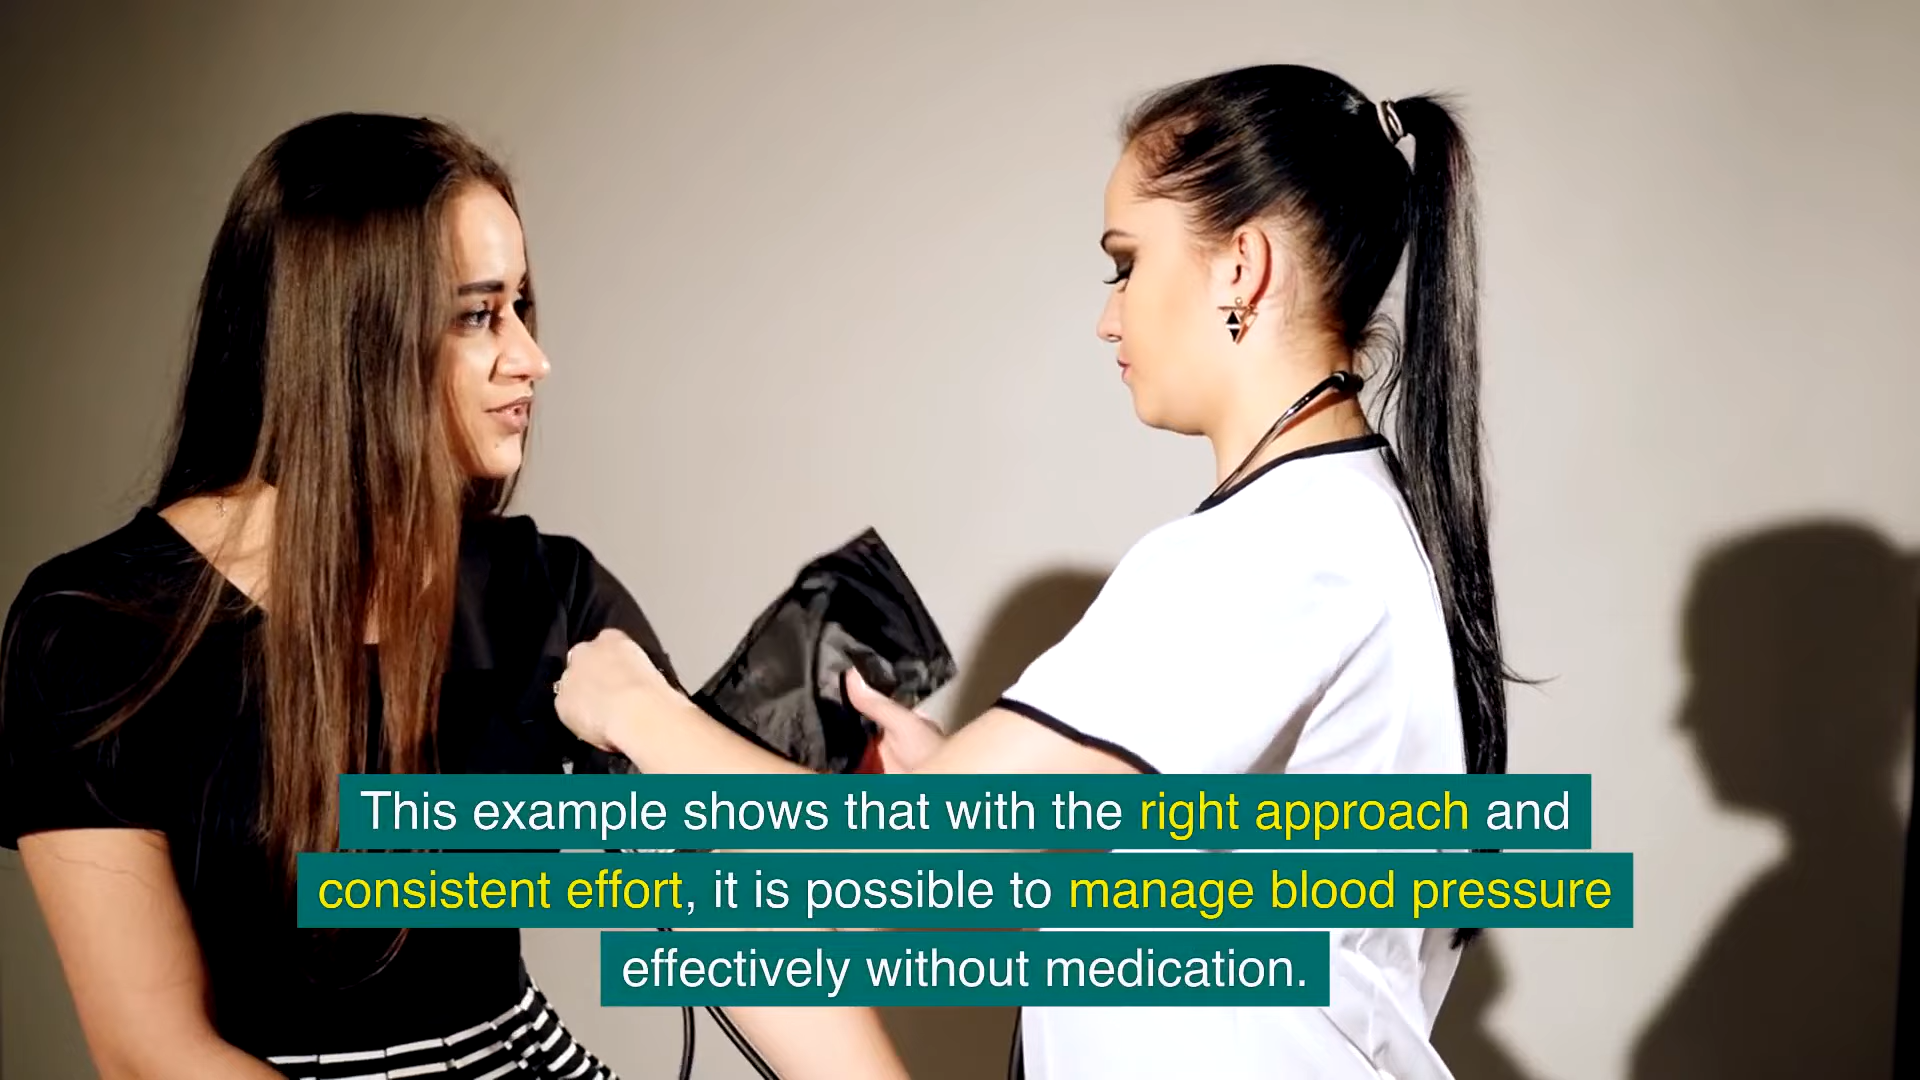 This example shows that with the right approach and
consistent effort, it is possible to manage blood pressure
effectively without medication.